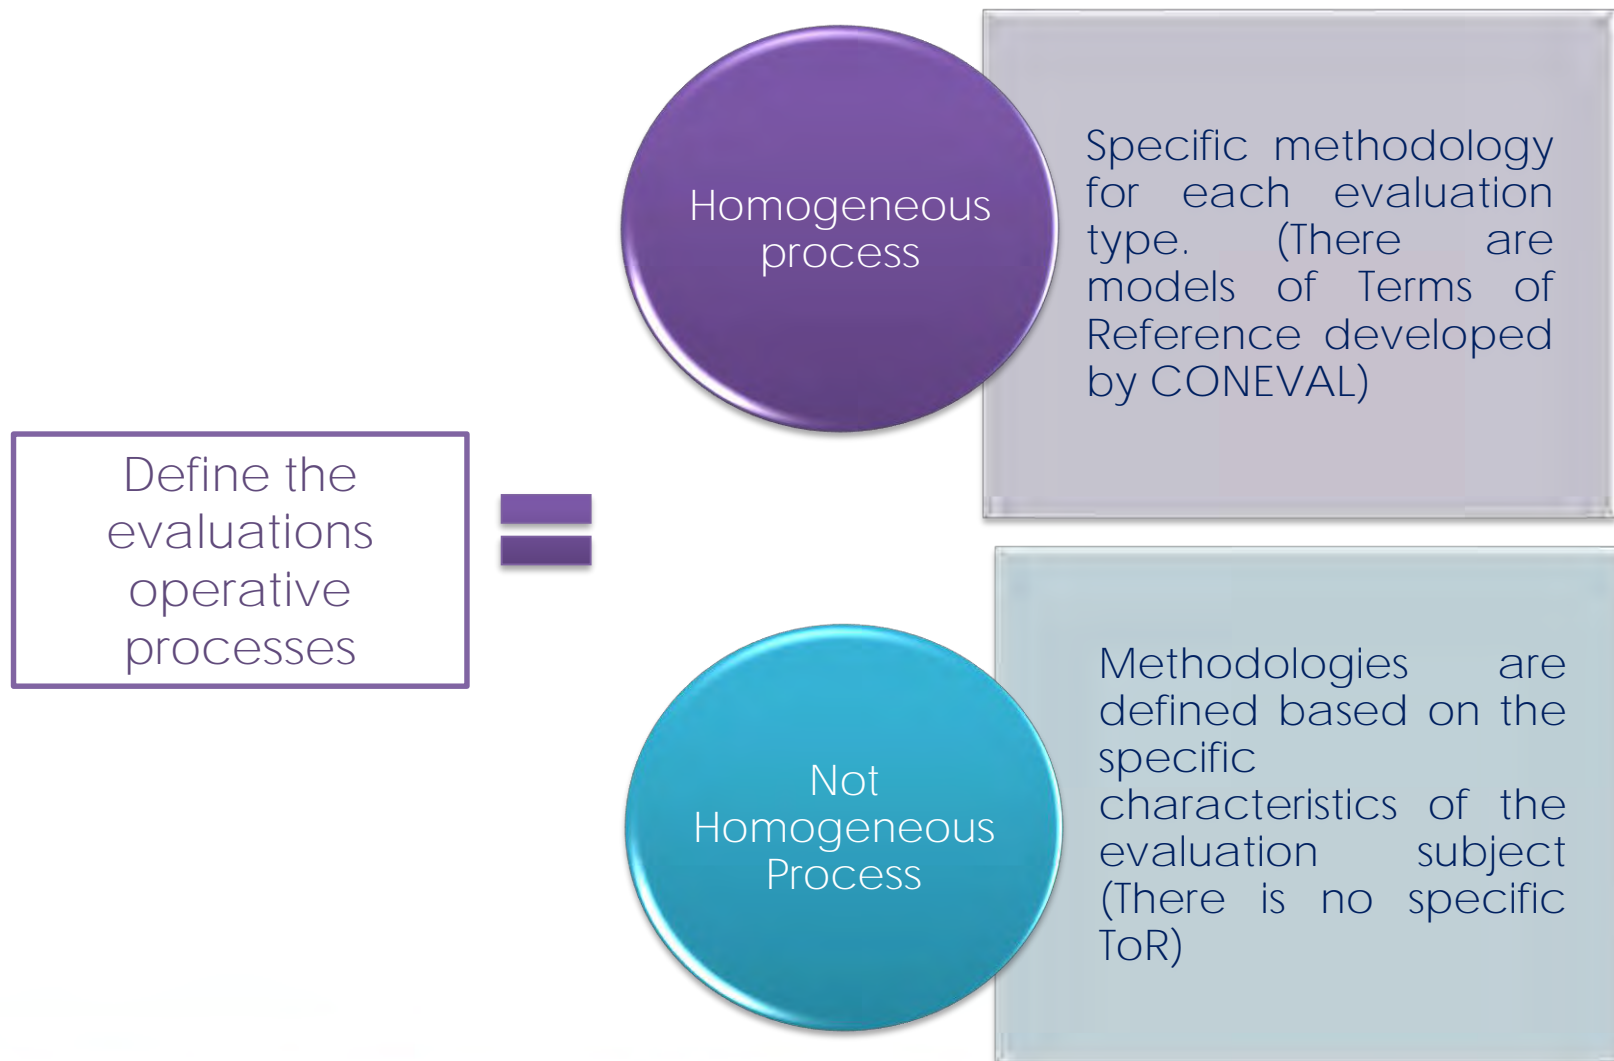 Define the
evaluations
operative
processes
Homogeneous
process
Specific methodology
for each evaluation
type. (There are
models of Terms of
Reference developed
by CONEVAL)
Not
Homogeneous
Process
Methodologies are
defined based on the
specific
characteristics of the
evaluation subject
(There is no specific
ToR)